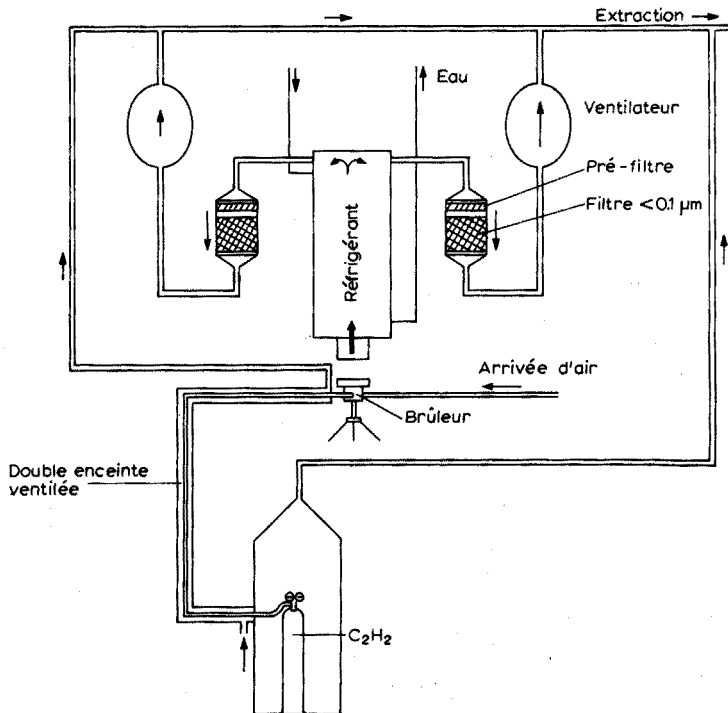 Extraction
Eau
Ventilateur
Pré-filtre
Filtre <0.1 µm
Réfrigérant
Arrivée d'air
Brûleur
Double enceinte
ventilée
C₂H₂